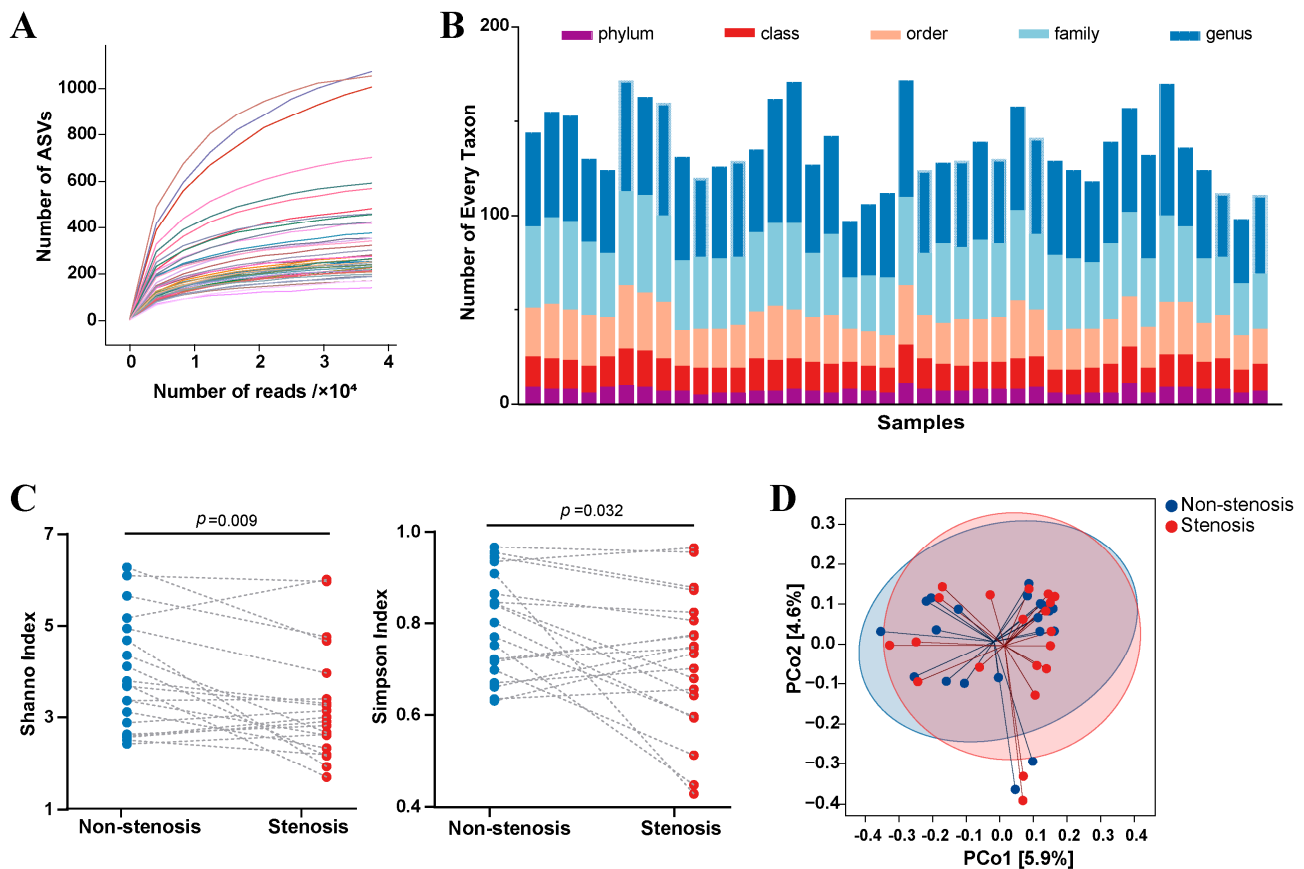 A
1000
800
600
400
200
0
0 1 2 3 4
Number of ASVs
Number of reads /×10⁴
B
phylum class order family genus
200
100
0
Number of Every Taxon
Samples
C
p=0.009
7
5
3
1
Shanno Index
Non-stenosis Stenosis
p=0.032
1.0
0.8
0.6
0.4
Simpson Index
Non-stenosis Stenosis
D
Non-stenosis
Stenosis
0.3
0.2
0.1
0.0
−0.1
−0.2
−0.3
−0.4
PCo2 [4.6%]
-0.4 -0.3 -0.2 -0.1 0.0 0.1 0.2 0.3 0.4
PCo1 [5.9%]